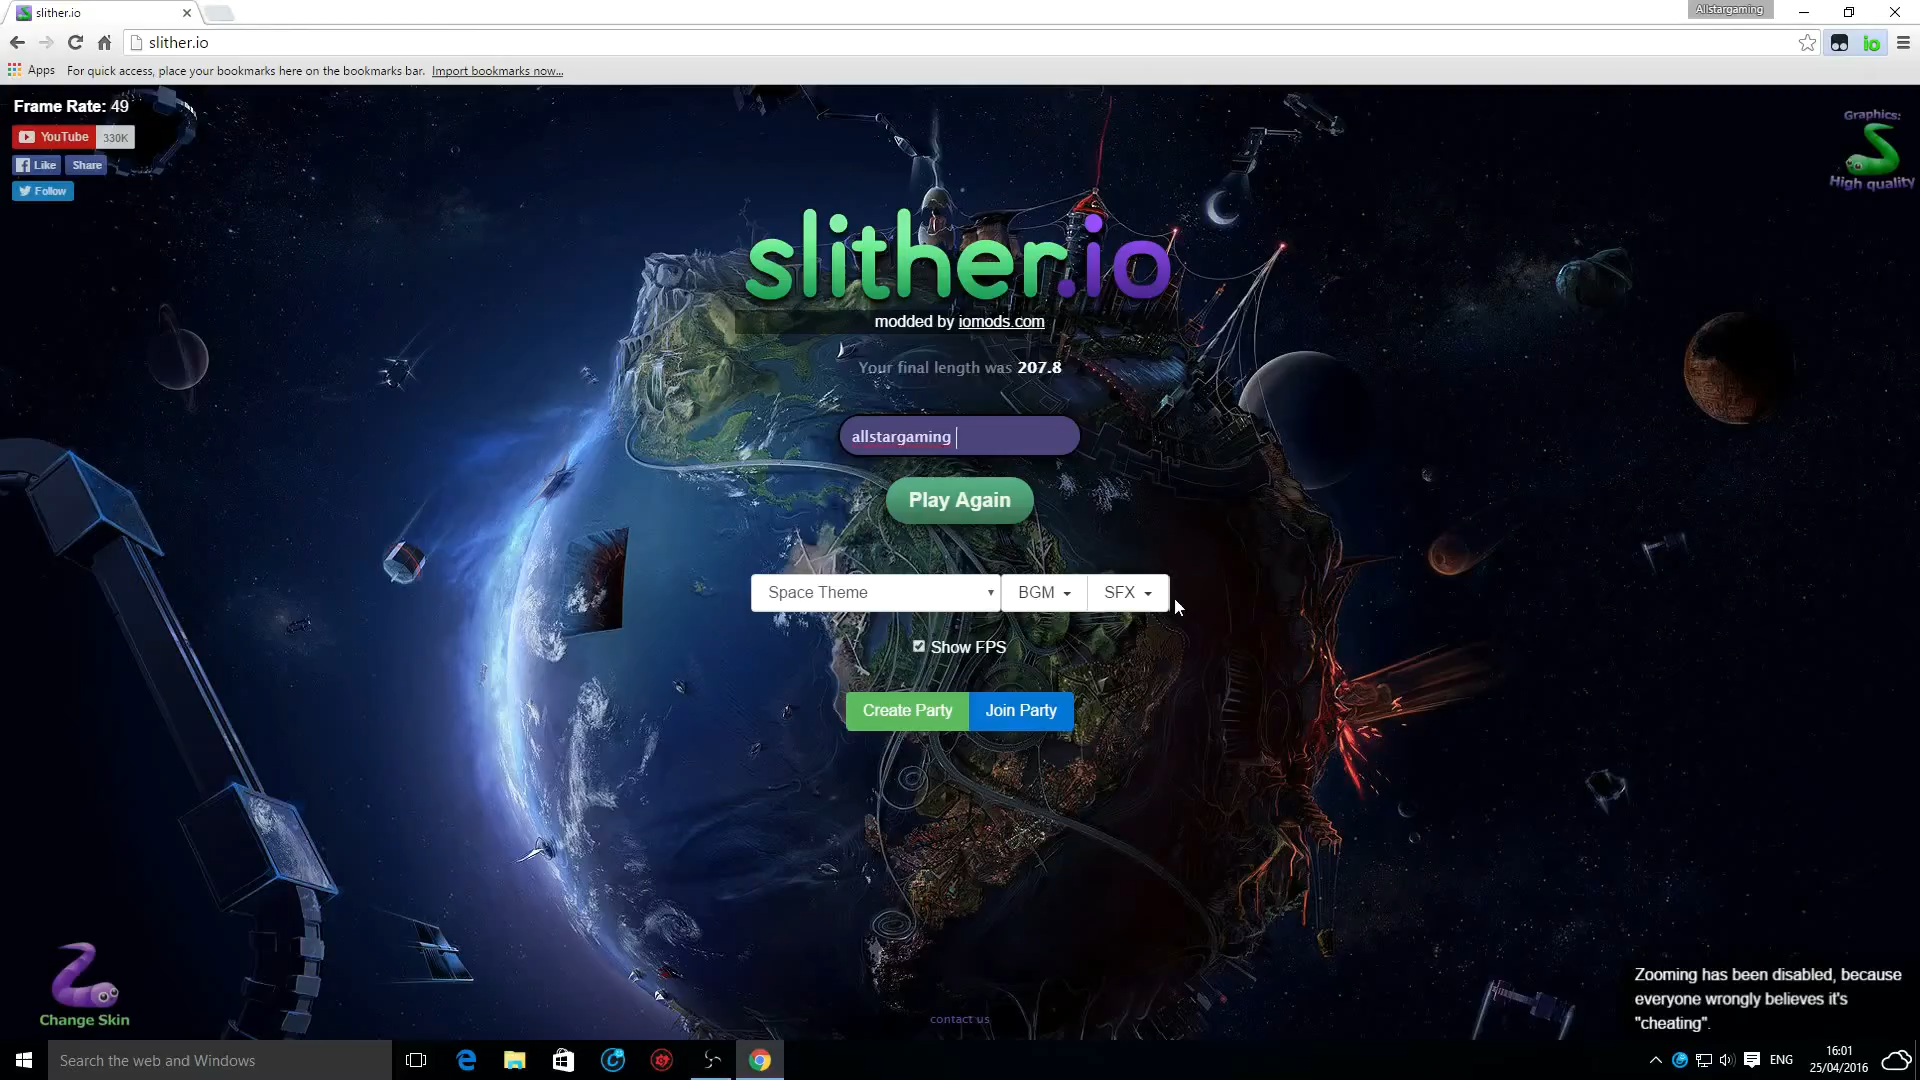 slither.io
Allstargaming
slither.io
io
Apps
For quick access, place your bookmarks here on the bookmarks bar. Import bookmarks now...
Frame Rate: 49
YouTube 330K
Like Share
Follow
Graphics:
High quality
slither.io
modded by iomods.com
Your final length was 207.8
allstargaming
Play Again
Space Theme BGM SFX
Show FPS
Create Party Join Party
Zooming has been disabled, because
everyone wrongly believes it's
"cheating".
Change Skin
contact us
Search the web and Windows
ENG
16:01
25/04/2016